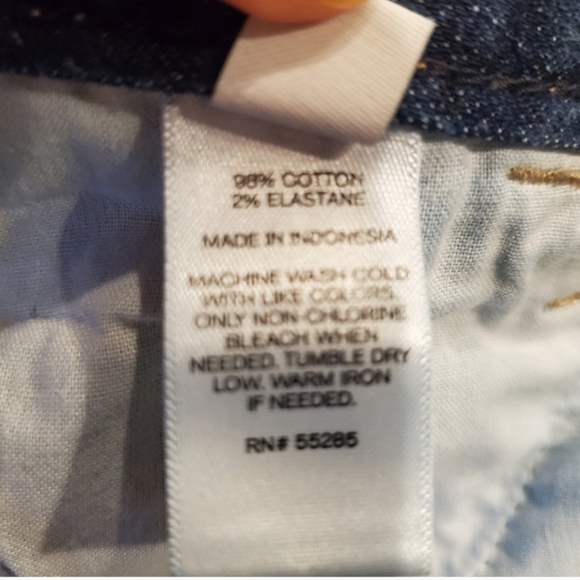 98% COTTON
2% ELASTANE
MADE IN INDONESIA
MACHINE WASH COLD
WITH LIKE COLORS.
ONLY NON-CHLORINE
BLEACH WHEN
NEEDED. TUMBLE DRY
LOW. WARM IRON
IF NEEDED.
RN# 55285